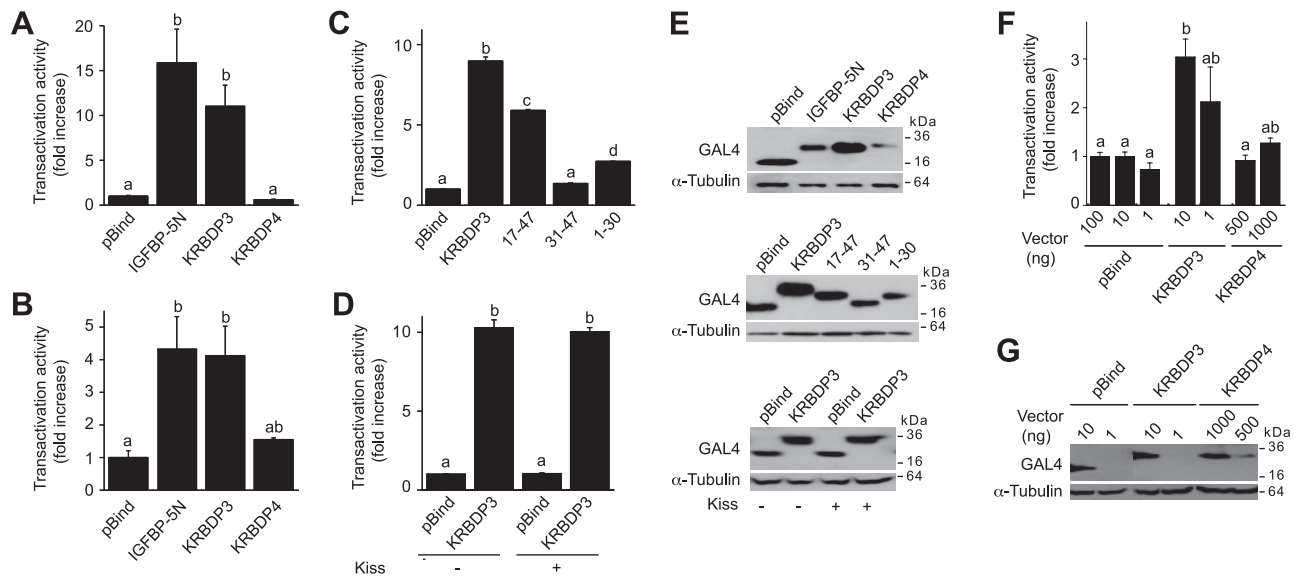 A
Transactivation activity
(fold increase)
20
15
10
5
0
a
b
b
a
pBind
IGFBP-5N
KRBDP3
KRBDP4
B
Transactivation activity
(fold increase)
5
4
3
2
1
0
a
b
b
ab
pBind
IGFBP-5N
KRBDP3
KRBDP4
C
Transactivation activity
(fold increase)
10
5
0
a
b
c
a
d
pBind
KRBDP3
17-47
31-47
1-30
D
Transactivation activity
(fold increase)
10
5
0
a
b
a
b
pBind
KRBDP3
pBind
KRBDP3
Kiss - +
E
pBind
IGFBP-5N
KRBDP3
KRBDP4
kDa
GAL4
- 36
- 16
α-Tubulin
- 64
pBind
KRBDP3
17-47
31-47
1-30
kDa
GAL4
- 36
- 16
α-Tubulin
- 64
pBind
KRBDP3
pBind
KRBDP3
kDa
GAL4
- 36
- 16
α-Tubulin
- 64
Kiss - - + +
F
Transactivation activity
(fold increase)
3
2
1
0
a
a
a
b
ab
a
ab
Vector
(ng)
100 10 1 10 1 500 1000
pBind
KRBDP3
KRBDP4
G
pBind
KRBDP3
KRBDP4
Vector
(ng)
10 1 10 1 1000 500
kDa
GAL4
- 36
- 16
α-Tubulin
- 64